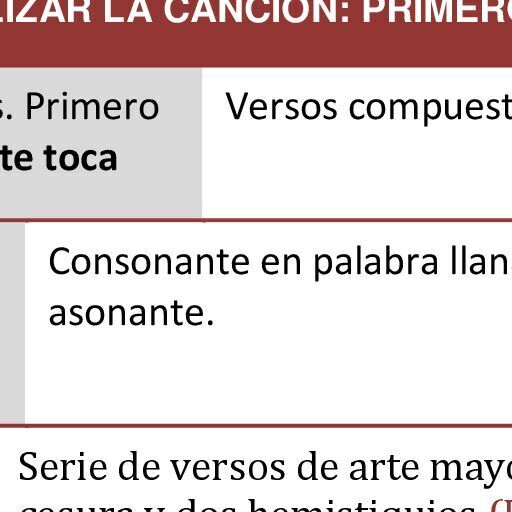 LIZAR LA CANCIÓN: PRIMERO
s. Primero
te toca
Versos compuest
Consonante en palabra llan
asonante.
Serie de versos de arte mayo
cesura y dos hemistiquios